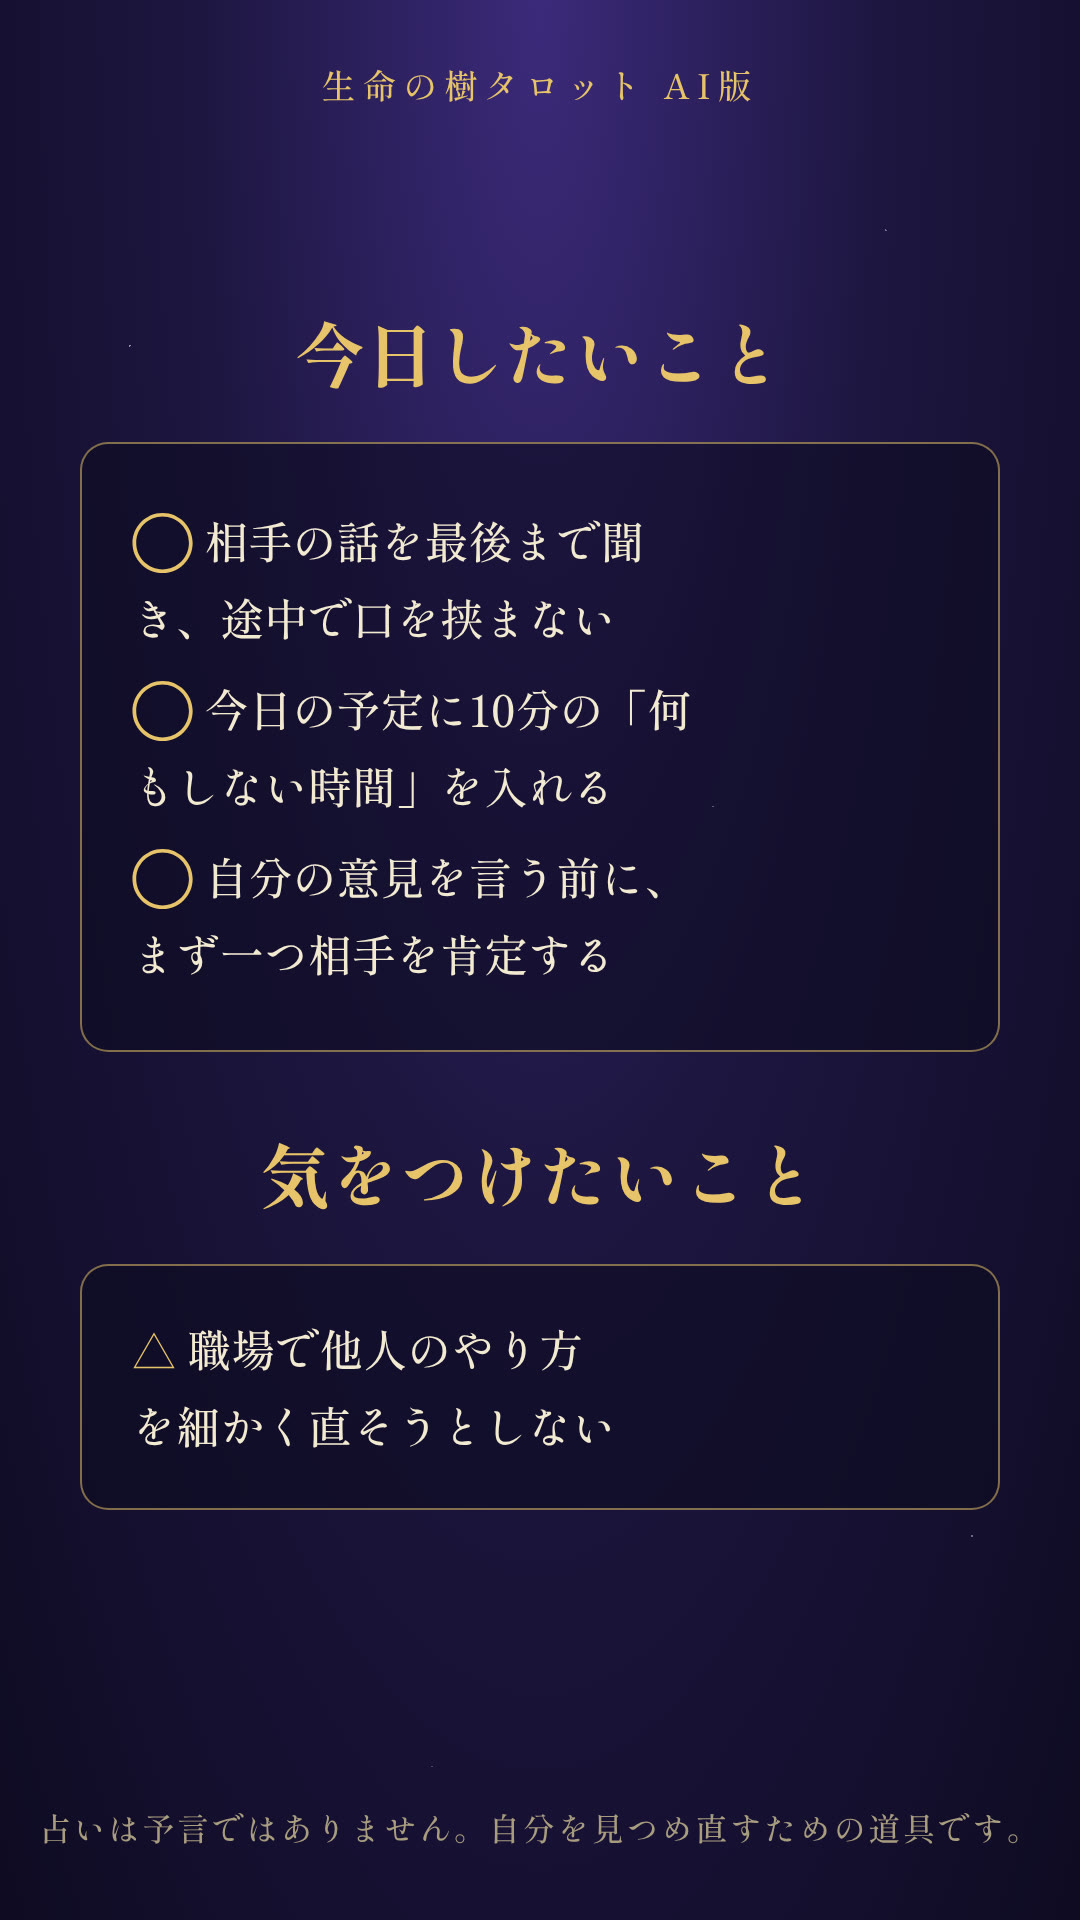 生命の樹タロット AI版
今日したいこと
◯ 相手の話を最後まで聞
き、途中で口を挟まない
◯ 今日の予定に10分の「何
もしない時間」を入れる
◯ 自分の意見を言う前に、
まず一つ相手を肯定する
気をつけたいこと
△ 職場で他人のやり方
を細かく直そうとしない
占いは予言ではありません。自分を見つめ直すための道具です。